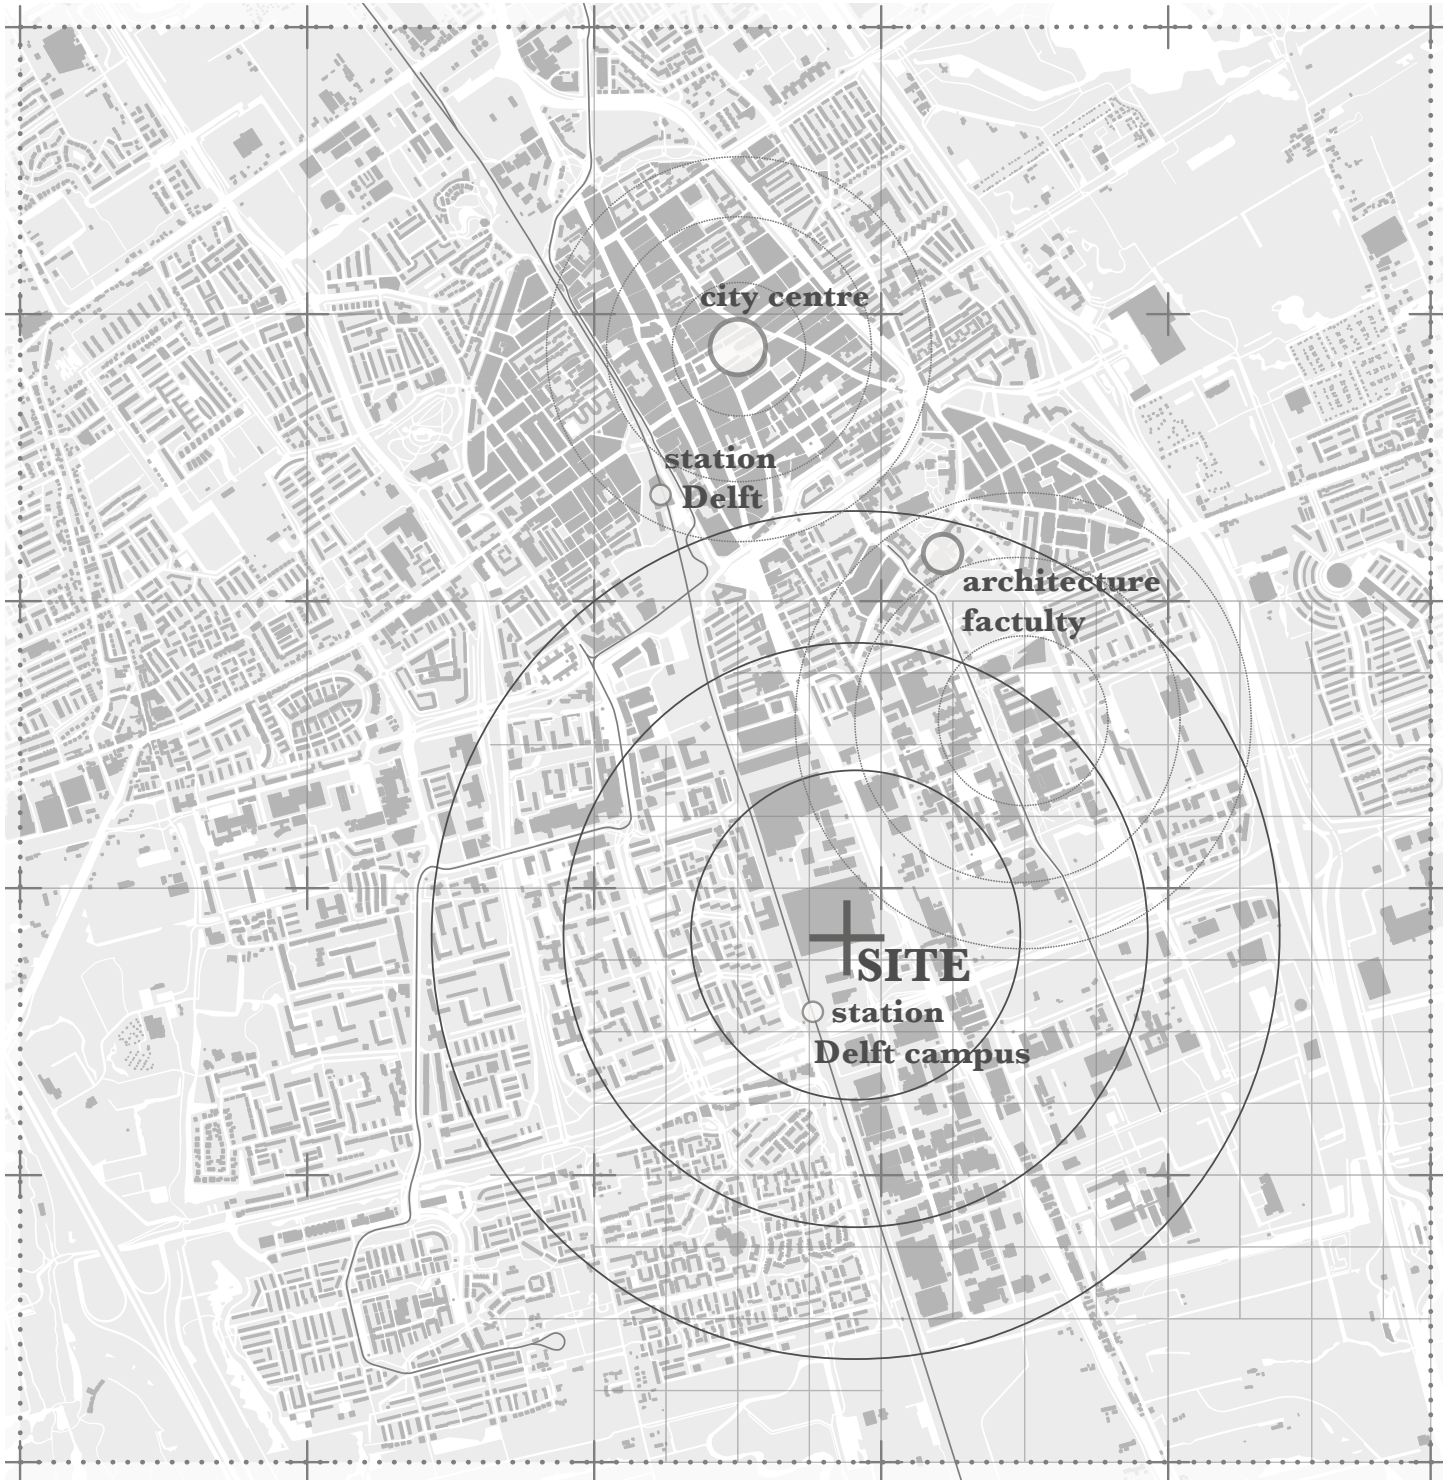 city centre
station
Delft
architecture
factulty
SITE
station
Delft campus